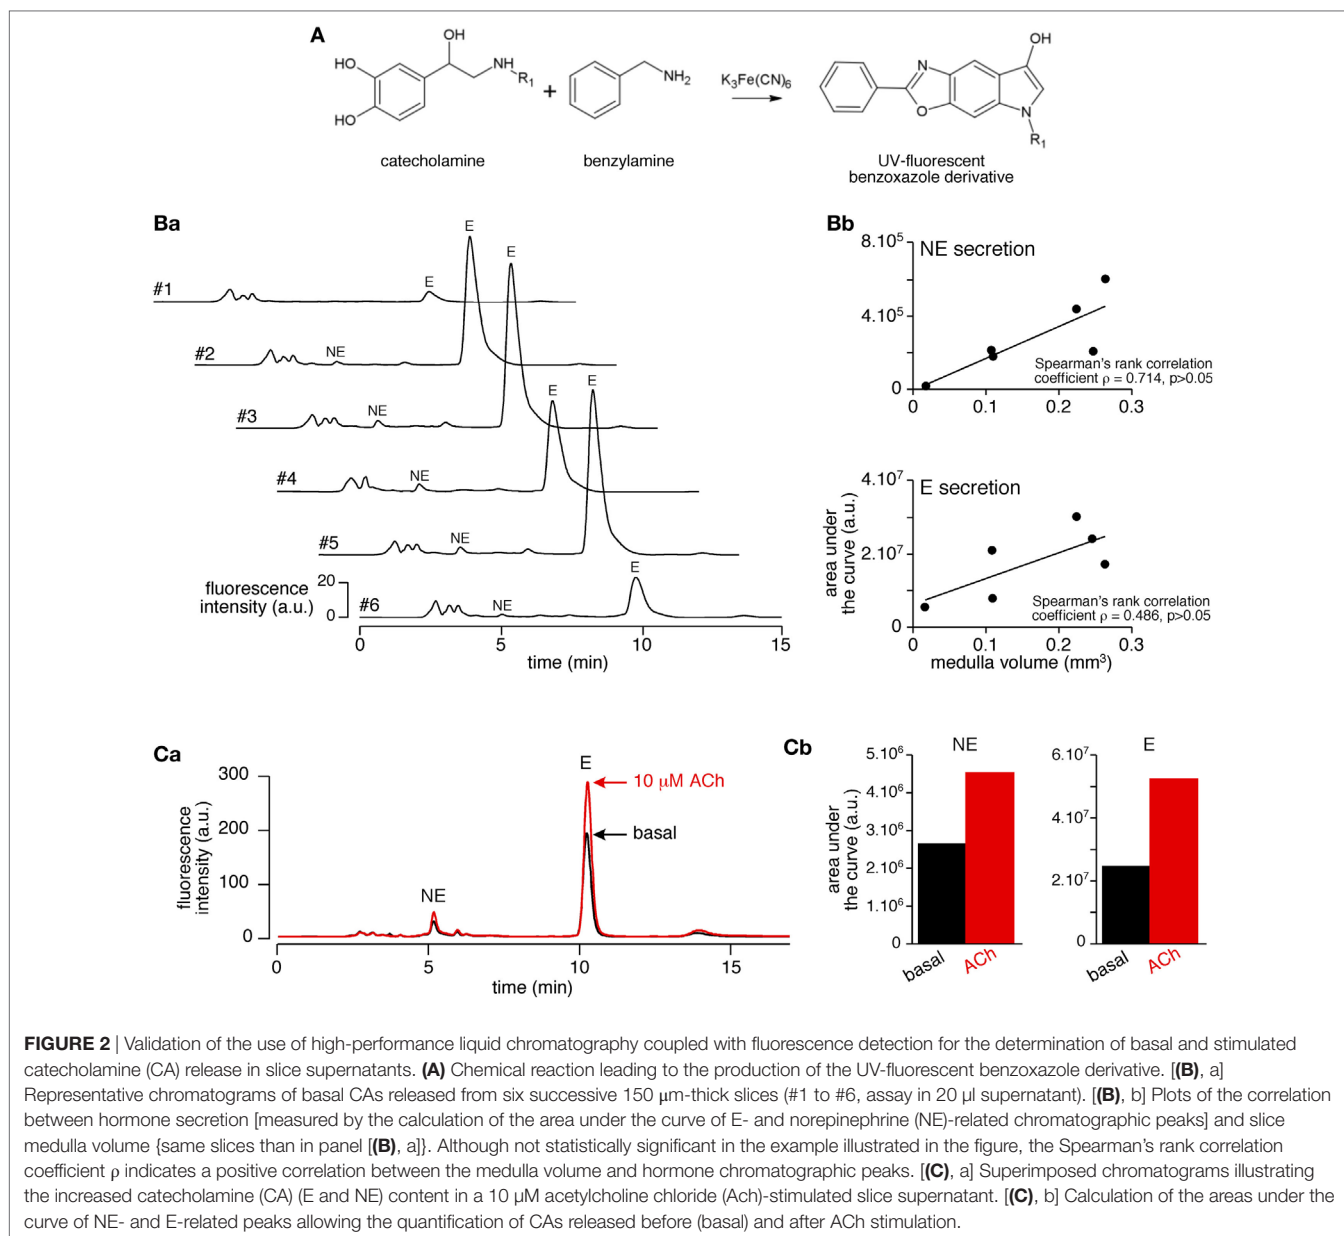 A
OH
HO
HO
NH
R1
+
NH2
K3Fe(CN)6
N
O
OH
N
R1
catecholamine
benzylamine
UV-fluorescent
benzoxazole derivative
Ba
#1
E
#2
NE
E
#3
NE
E
#4
NE
E
#5
NE
E
fluorescence
intensity (a.u.)
20
0
#6
NE
E
0
5
10
15
time (min)
Bb
8.10⁵
4.10⁵
0
NE secretion
Spearman's rank correlation
coefficient ρ = 0.714, p>0.05
0
0.1
0.2
0.3
4.10⁷
2.10⁷
0
area under
the curve (a.u.)
E secretion
Spearman's rank correlation
coefficient ρ = 0.486, p>0.05
0.0
0.1
0.2
0.3
medulla volume (mm³)
Ca
300
200
100
0
fluorescence
intensity (a.u.)
NE
E
10 µM ACh
basal
0
5
10
15
time (min)
Cb
NE
5.10⁶
4.10⁶
3.10⁶
2.10⁶
1.10⁶
0
area under
the curve (a.u.)
basal
ACh
E
6.10⁷
4.10⁷
2.10⁷
0
basal
ACh
FIGURE 2 | Validation of the use of high-performance liquid chromatography coupled with fluorescence detection for the determination of basal and stimulated
catecholamine (CA) release in slice supernatants. (A) Chemical reaction leading to the production of the UV-fluorescent benzoxazole derivative. [(B), a]
Representative chromatograms of basal CAs released from six successive 150 µm-thick slices (#1 to #6, assay in 20 µl supernatant). [(B), b] Plots of the correlation
between hormone secretion [measured by the calculation of the area under the curve of E- and norepinephrine (NE)-related chromatographic peaks] and slice
medulla volume {same slices than in panel [(B), a]}. Although not statistically significant in the example illustrated in the figure, the Spearman's rank correlation
coefficient ρ indicates a positive correlation between the medulla volume and hormone chromatographic peaks. [(C), a] Superimposed chromatograms illustrating
the increased catecholamine (CA) (E and NE) content in a 10 µM acetylcholine chloride (Ach)-stimulated slice supernatant. [(C), b] Calculation of the areas under the
curve of NE- and E-related peaks allowing the quantification of CAs released before (basal) and after ACh stimulation.